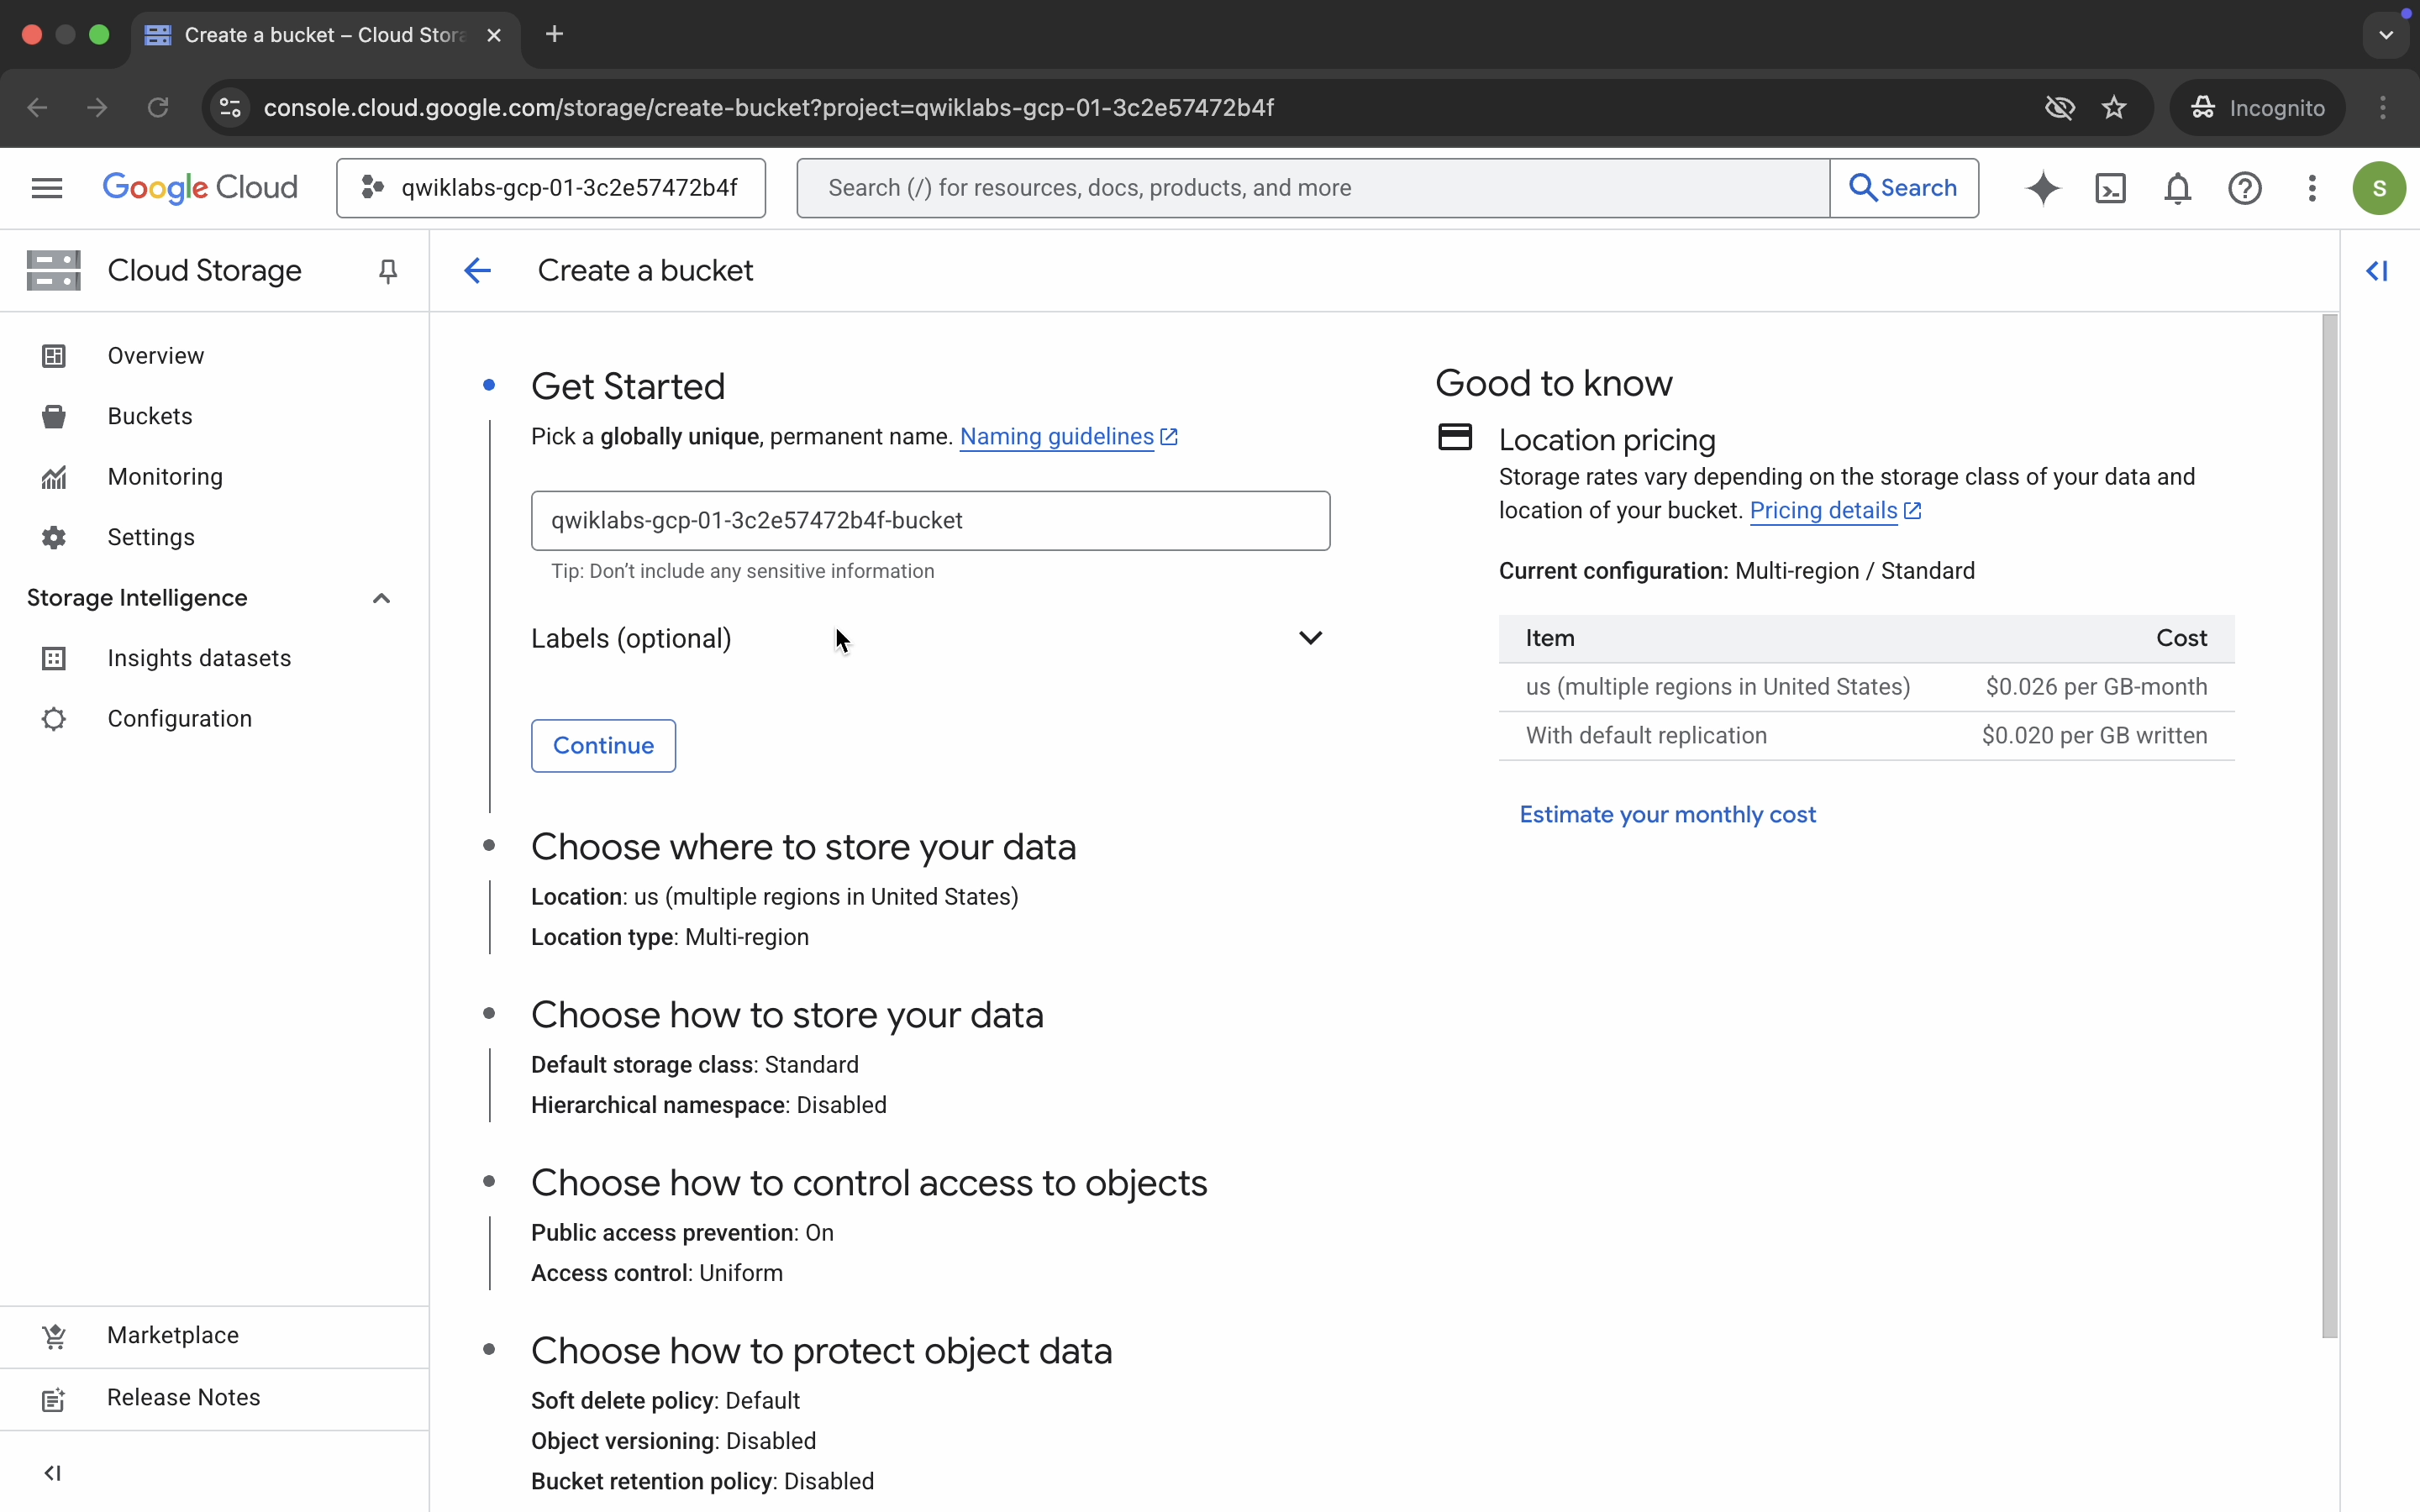 Create a bucket – Cloud Stora
console.cloud.google.com/storage/create-bucket?project=qwiklabs-gcp-01-3c2e57472b4f
Incognito
Google Cloud
qwiklabs-gcp-01-3c2e57472b4f
Search (/) for resources, docs, products, and more
Search
S
Cloud Storage
Overview
Buckets
Monitoring
Settings
Storage Intelligence
Insights datasets
Configuration
Marketplace
Release Notes
Create a bucket
Get Started
Pick a globally unique, permanent name. Naming guidelines
qwiklabs-gcp-01-3c2e57472b4f-bucket
Tip: Don’t include any sensitive information
Labels (optional)
Continue
Choose where to store your data
Location: us (multiple regions in United States)
Location type: Multi-region
Choose how to store your data
Default storage class: Standard
Hierarchical namespace: Disabled
Choose how to control access to objects
Public access prevention: On
Access control: Uniform
Choose how to protect object data
Soft delete policy: Default
Object versioning: Disabled
Bucket retention policy: Disabled
Good to know
Location pricing
Storage rates vary depending on the storage class of your data and
location of your bucket. Pricing details
Current configuration: Multi-region / Standard
Item Cost
us (multiple regions in United States) $0.026 per GB-month
With default replication $0.020 per GB written
Estimate your monthly cost